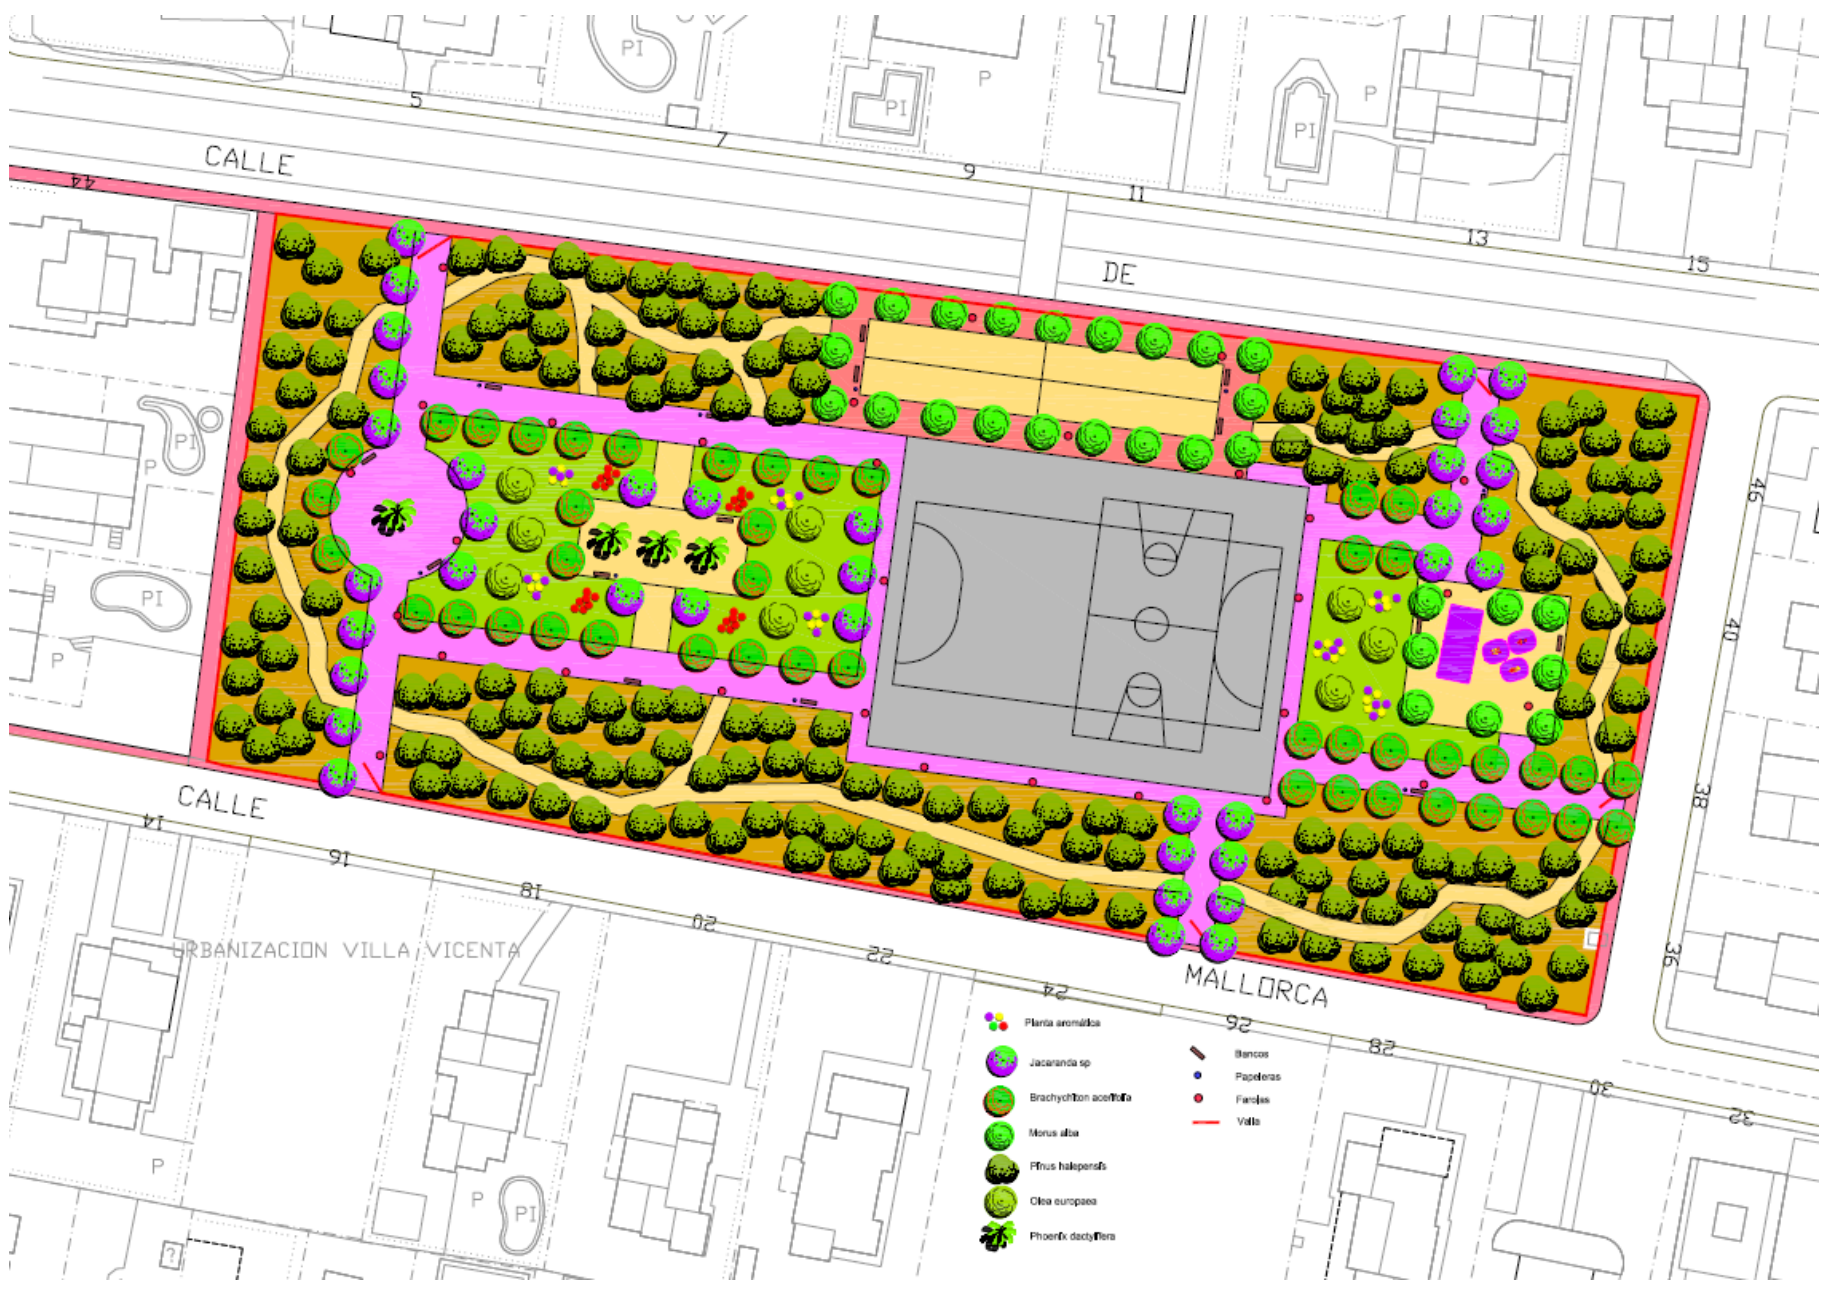 PI
P
PI
P
PI
5
7
9
11
13
15
CALLE
DE
44
PI
P
PI
P
46
40
38
36
CALLE
MALLORCA
14
16
18
20
22
24
26
28
30
32
URBANIZACION VILLA VICENTA
P
P
PI
?
Planta aromática
Jacaranda sp
Brachychiton acerifolia
Morus alba
Pinus halepensis
Olea europaea
Phoenix dactylifera
Bancos
Papeleras
Farolas
Valla